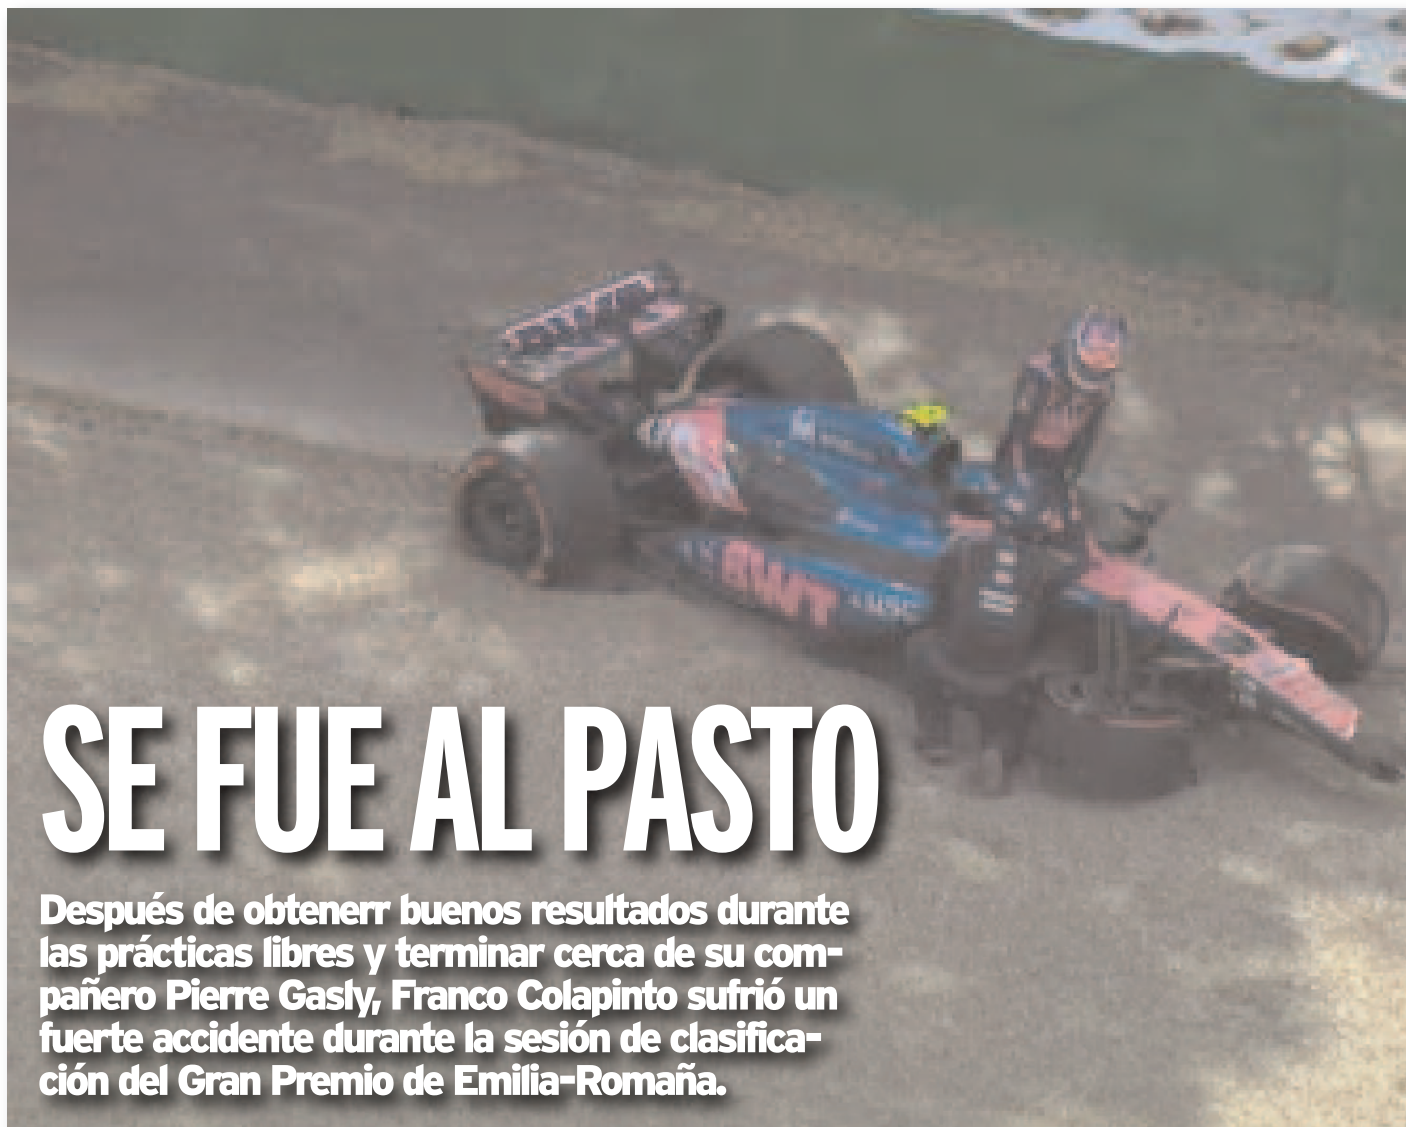 BWT
SE FUE AL PASTO
Después de obtenerr buenos resultados durante
las prácticas libres y terminar cerca de su com-
pañero Pierre Gasly, Franco Colapinto sufrió un
fuerte accidente durante la sesión de clasifica-
ción del Gran Premio de Emilia-Romaña.